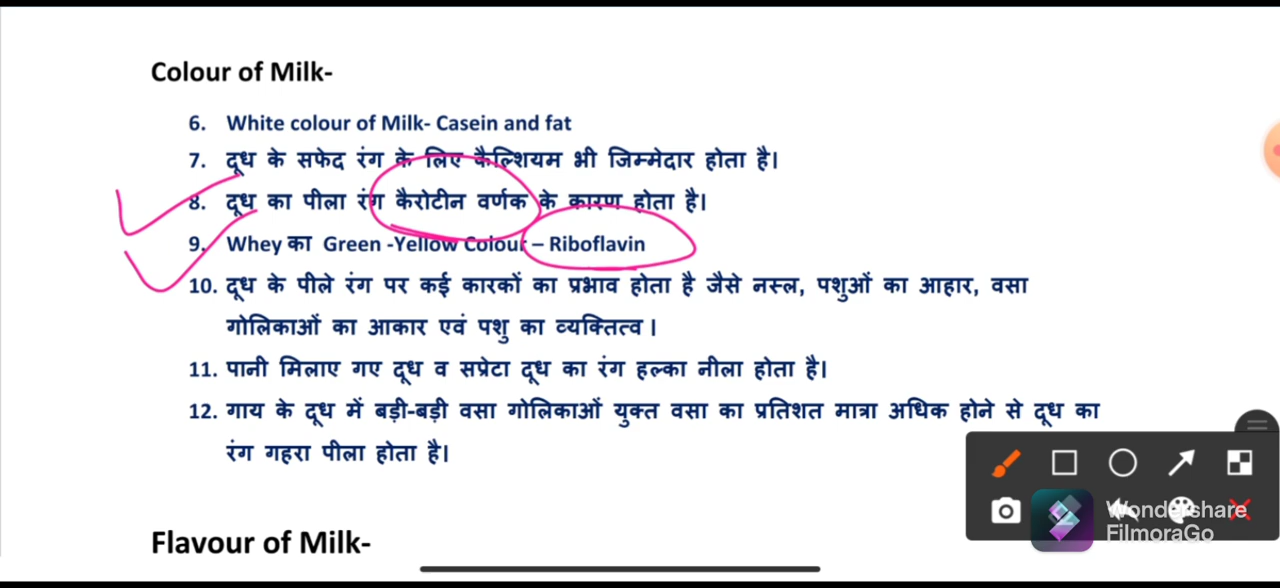 Colour of Milk-
6. White colour of Milk- Casein and fat
7. दूध के सफेद रंग के लिए कैल्शियम भी जिम्मेदार होता है।
8. दूध का पीला रंग कैरोटीन वर्णक के कारण होता है।
9. Whey का Green -Yellow Colour – Riboflavin
10. दूध के पीले रंग पर कई कारकों का प्रभाव होता है जैसे नस्ल, पशुओं का आहार, वसा
गोलिकाओं का आकार एवं पशु का व्यक्तित्व ।
11. पानी मिलाए गए दूध व सप्रेटा दूध का रंग हल्का नीला होता है।
12. गाय के दूध में बड़ी-बड़ी वसा गोलिकाओं युक्त वसा का प्रतिशत मात्रा अधिक होने से दूध का
रंग गहरा पीला होता है।
Wondershare
FilmoraGo
Flavour of Milk-